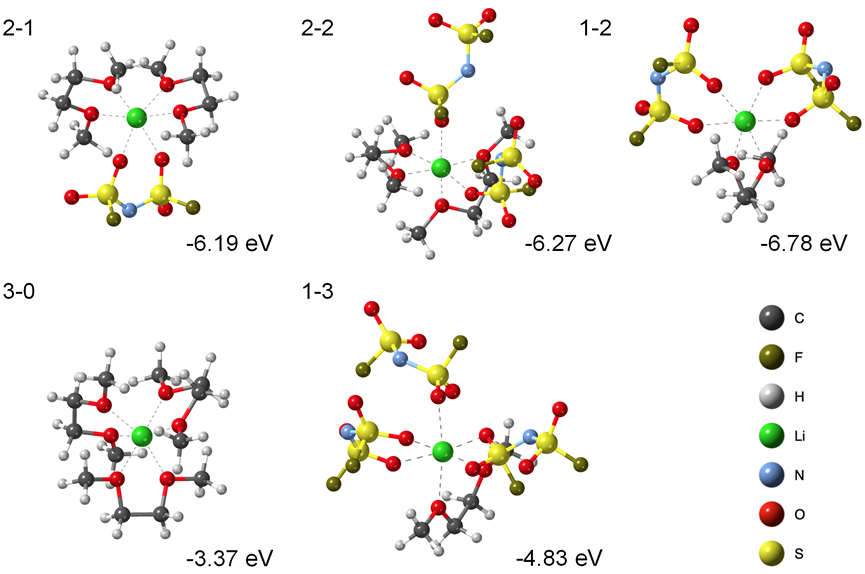 2-1
2-2
1-2
-6.19 eV
-6.27 eV
-6.78 eV
3-0
1-3
-3.37 eV
-4.83 eV
C
F
H
Li
N
O
S